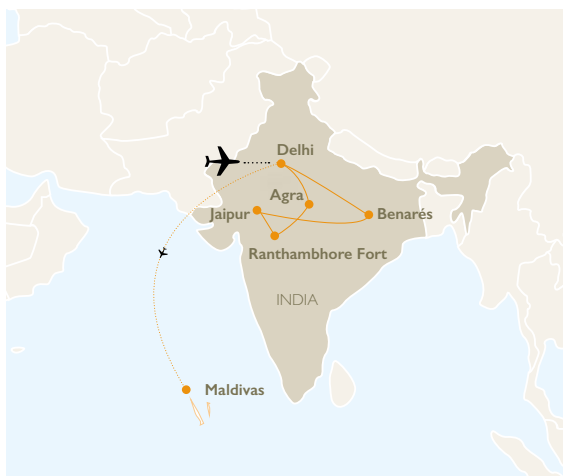 Delhi
Agra
Jaipur
Benarés
Ranthambhore Fort
INDIA
Maldivas